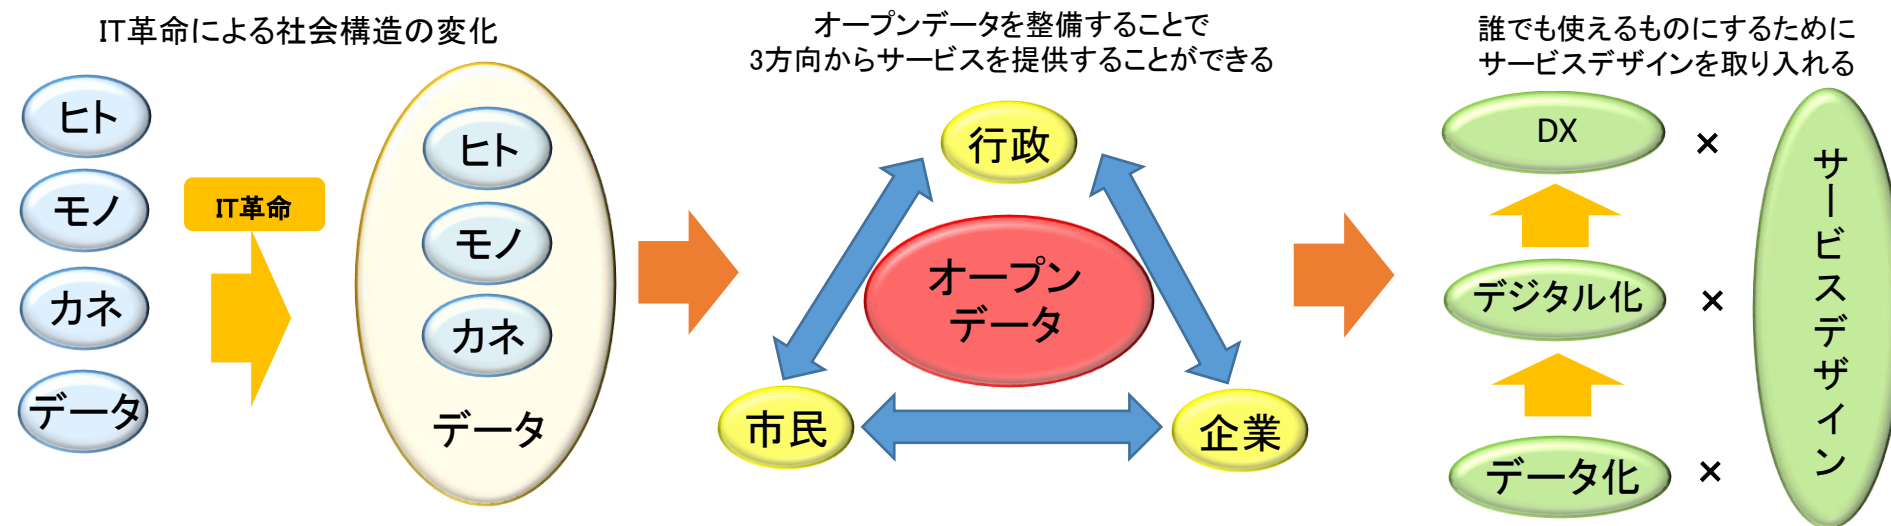 IT革命による社会構造の変化
ヒト
モノ
カネ
データ
IT革命
ヒト
モノ
カネ
データ
オープンデータを整備することで
3方向からサービスを提供することができる
行政
オープン
データ
市民
企業
誰でも使えるものにするために
サービスデザインを取り入れる
DX
×
デジタル化
×
データ化
×
サービスデザイン